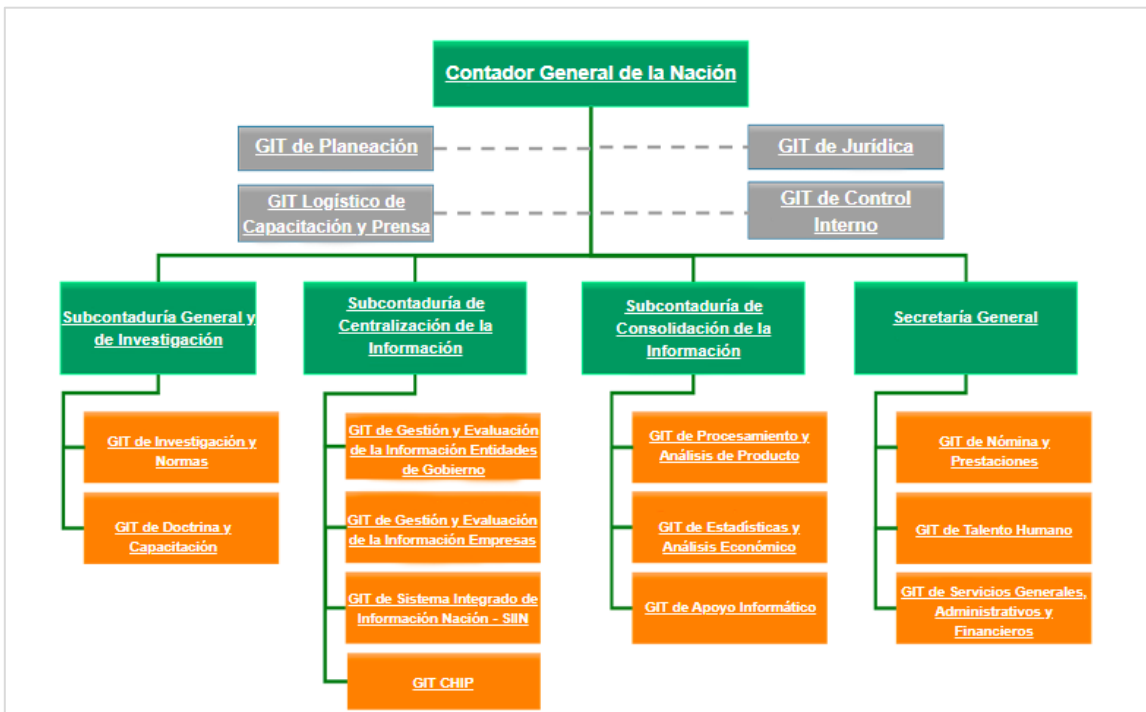 Contador General de la Nación
GIT de Planeación
GIT de Jurídica
GIT Logístico de
Capacitación y Prensa
GIT de Control
Interno
Subcontaduría General y
de Investigación
Subcontaduría de
Centralización de la
Información
Subcontaduría de
Consolidación de la
Información
Secretaría General
GIT de Investigación y
Normas
GIT de Doctrina y
Capacitación
GIT de Gestión y Evaluación
de la Información Entidades
de Gobierno
GIT de Gestión y Evaluación
de la Información Empresas
GIT de Sistema Integrado de
Información Nación - SIIN
GIT CHIP
GIT de Procesamiento y
Análisis de Producto
GIT de Estadísticas y
Análisis Económico
GIT de Apoyo Informático
GIT de Nómina y
Prestaciones
GIT de Talento Humano
GIT de Servicios Generales,
Administrativos y
Financieros